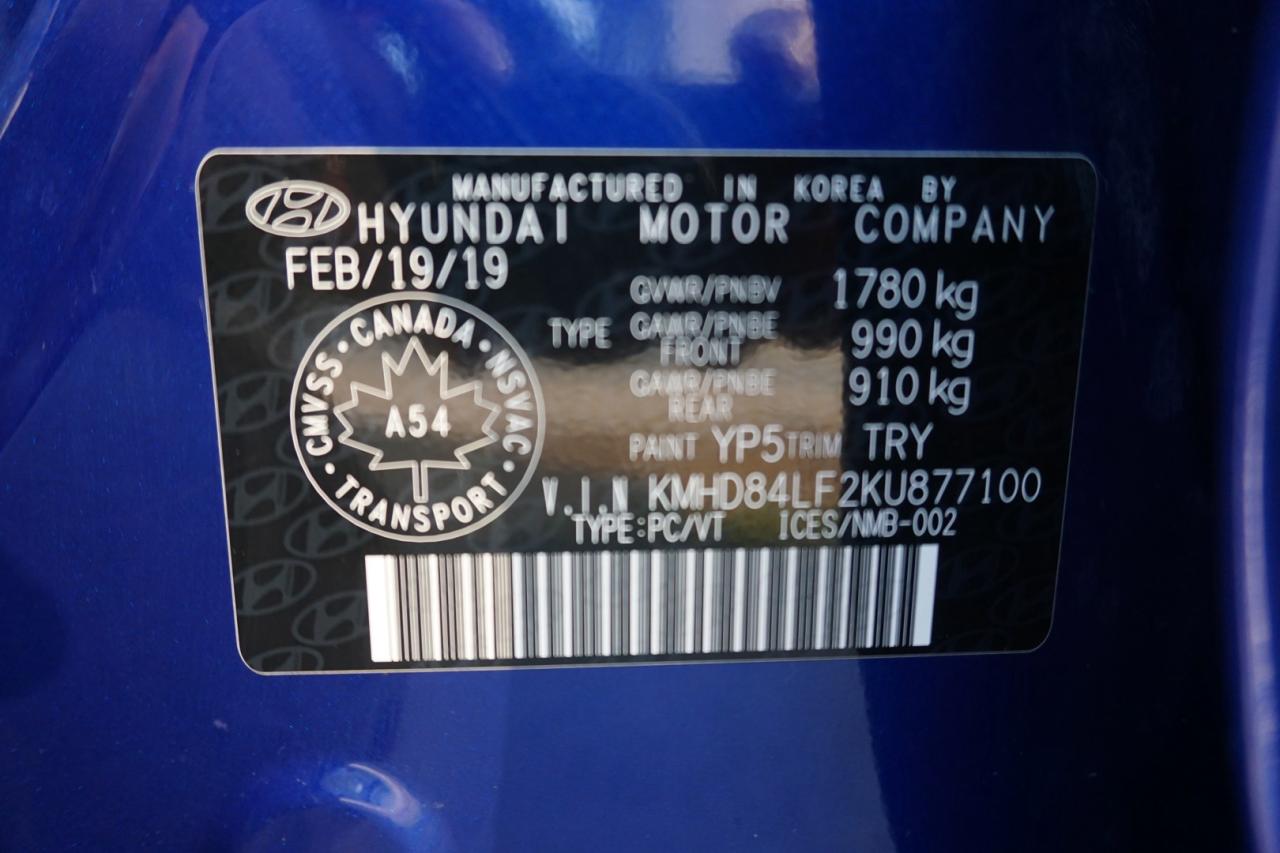 MANUFACTURED IN KOREA BY
HYUNDAI MOTOR COMPANY
FEB/19/19
GVWR/PNBV 1780 kg
TYPE GAWR/PNBE FRONT 990 kg
GAWR/PNBE REAR 910 kg
CANADA · NSVAC · TRANSPORT · CMVSS ·
A54
PAINT YP5 TRIM TRY
V.I.N KMHD84LF2KU877100
TYPE:PC/VT ICES/NMB-002